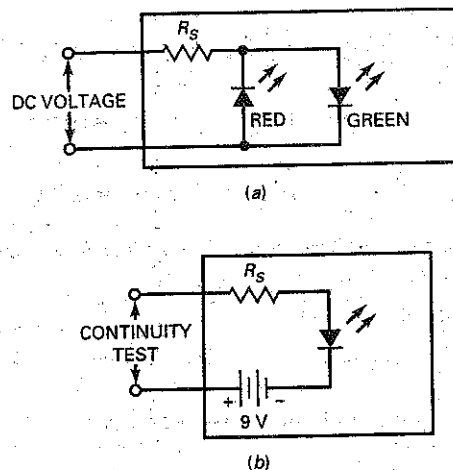 R_S
DC VOLTAGE
RED
GREEN
(a)
R_S
CONTINUITY
TEST
+ −
9 V
(b)